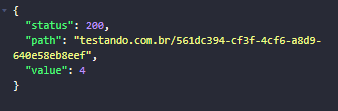 {
"status": 200,
"path": "testando.com.br/561dc394-cf3f-4cf6-a8d9-
640e58eb8eef",
"value": 4
}